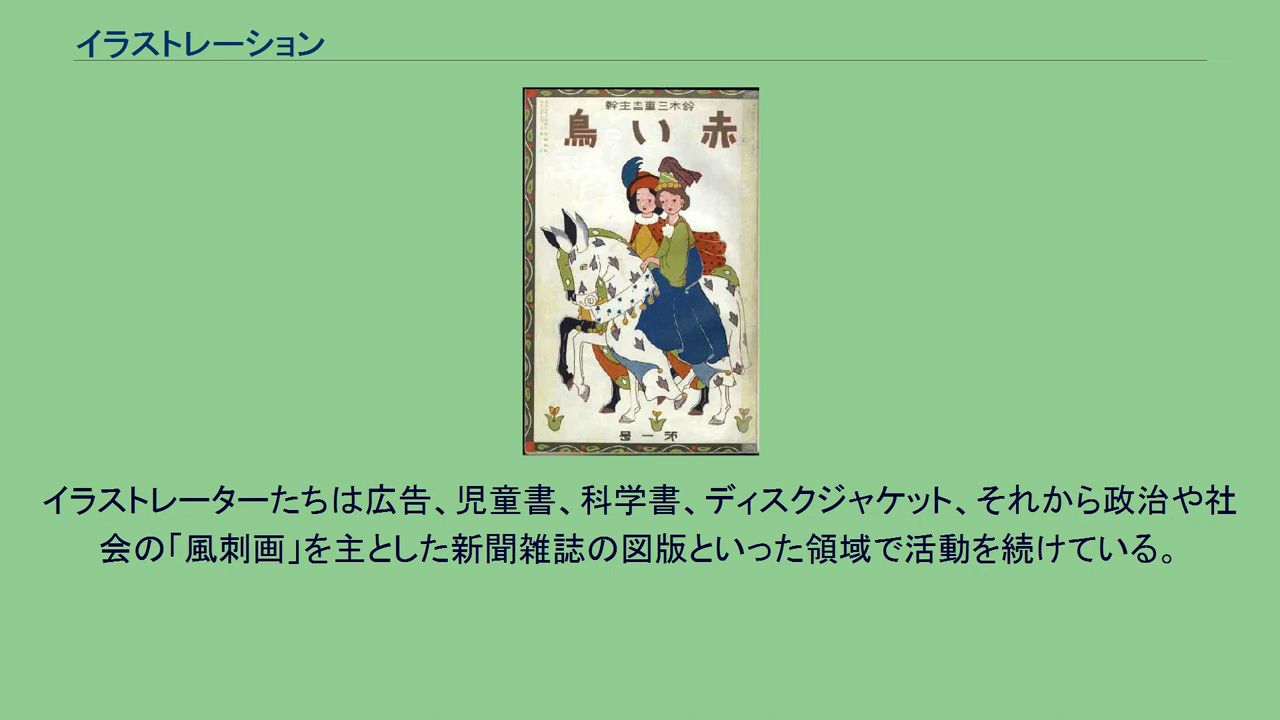 イラストレーション
鈴木三重吉主幹
赤い鳥
第一号
イラストレーターたちは広告、児童書、科学書、ディスクジャケット、それから政治や社
会の「風刺画」を主とした新聞雑誌の図版といった領域で活動を続けている。